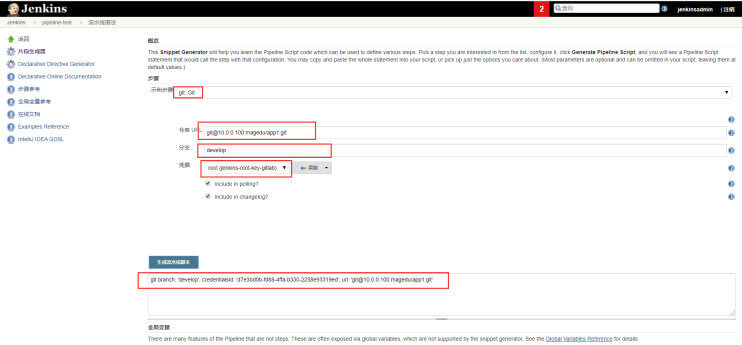 Jenkins
2
查询
jenkinsadmin
| 注销
Jenkins
pipeline-test
流水线语法
返回
片段生成器
Declarative Directive Generator
Declarative Online Documentation
步骤参考
全局变量参考
在线文档
Examples Reference
IntelliJ IDEA GDSL
概览
This Snippet Generator will help you learn the Pipeline Script code which can be used to define various steps. Pick a step you are interested in from the list, configure it, click Generate Pipeline Script, and you will see a Pipeline Script
statement that would call the step with that configuration. You may copy and paste the whole statement into your script, or pick up just the options you care about. (Most parameters are optional and can be omitted in your script, leaving them at
default values.)
步骤
示例步骤 git: Git
仓库 URL git@10.0.0.100:magedu/app1.git
分支 develop
凭据 root (jenkins-root-key-gitlab) 添加
Include in polling?
Include in changelog?
生成流水线脚本
git branch: 'develop', credentialsId: 'd7e3bd0b-fd88-4ffa-b330-2258e93319ed', url: 'git@10.0.0.100:magedu/app1.git'
全局变量
There are many features of the Pipeline that are not steps. These are often exposed via global variables, which are not supported by the snippet generator. See the Global Variables Reference for details.